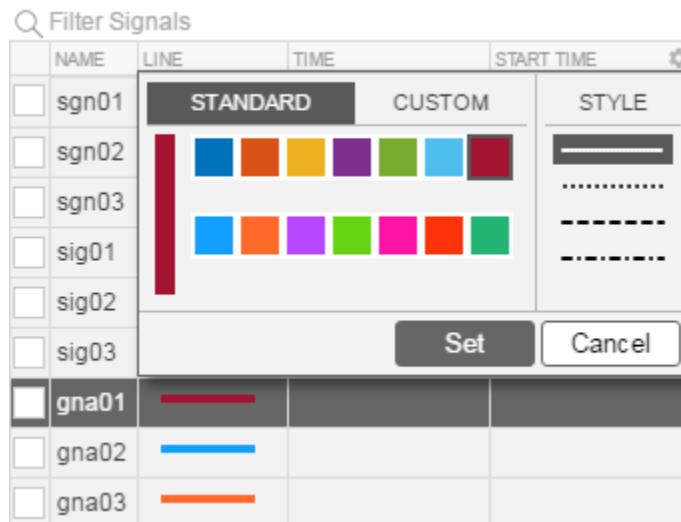 Filter Signals
NAME LINE TIME START TIME
STANDARD CUSTOM STYLE
sgn01
sgn02
sgn03
sig01
sig02
sig03
Set Cancel
gna01
gna02
gna03